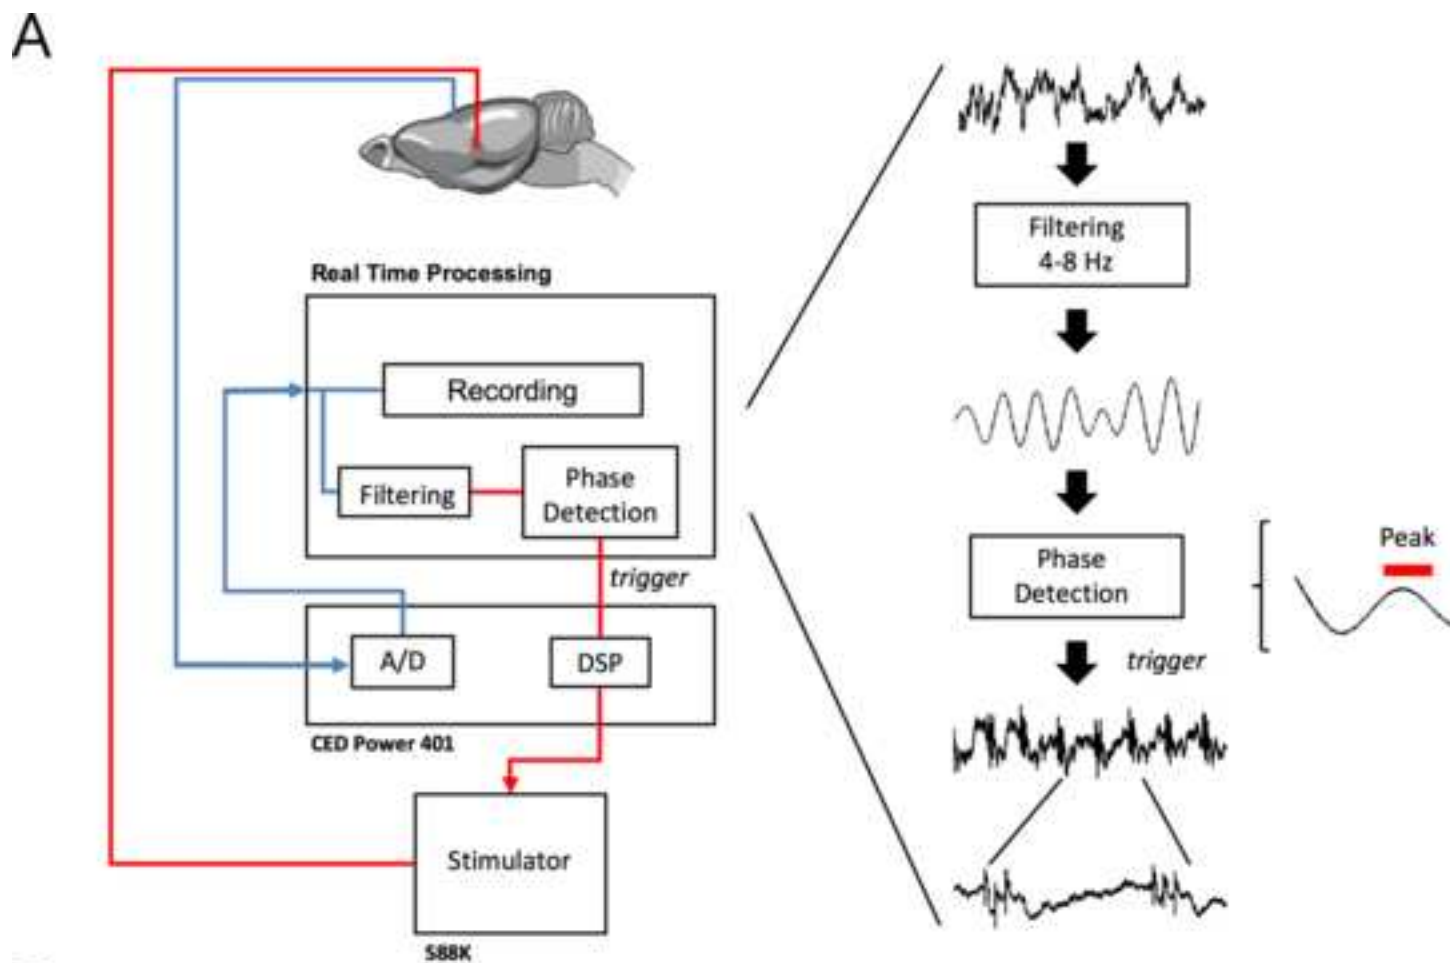 A
Real Time Processing
Recording
Filtering
Phase
Detection
trigger
A/D
DSP
CED Power 401
Stimulator
S88K
Filtering
4-8 Hz
Phase
Detection
Peak
trigger